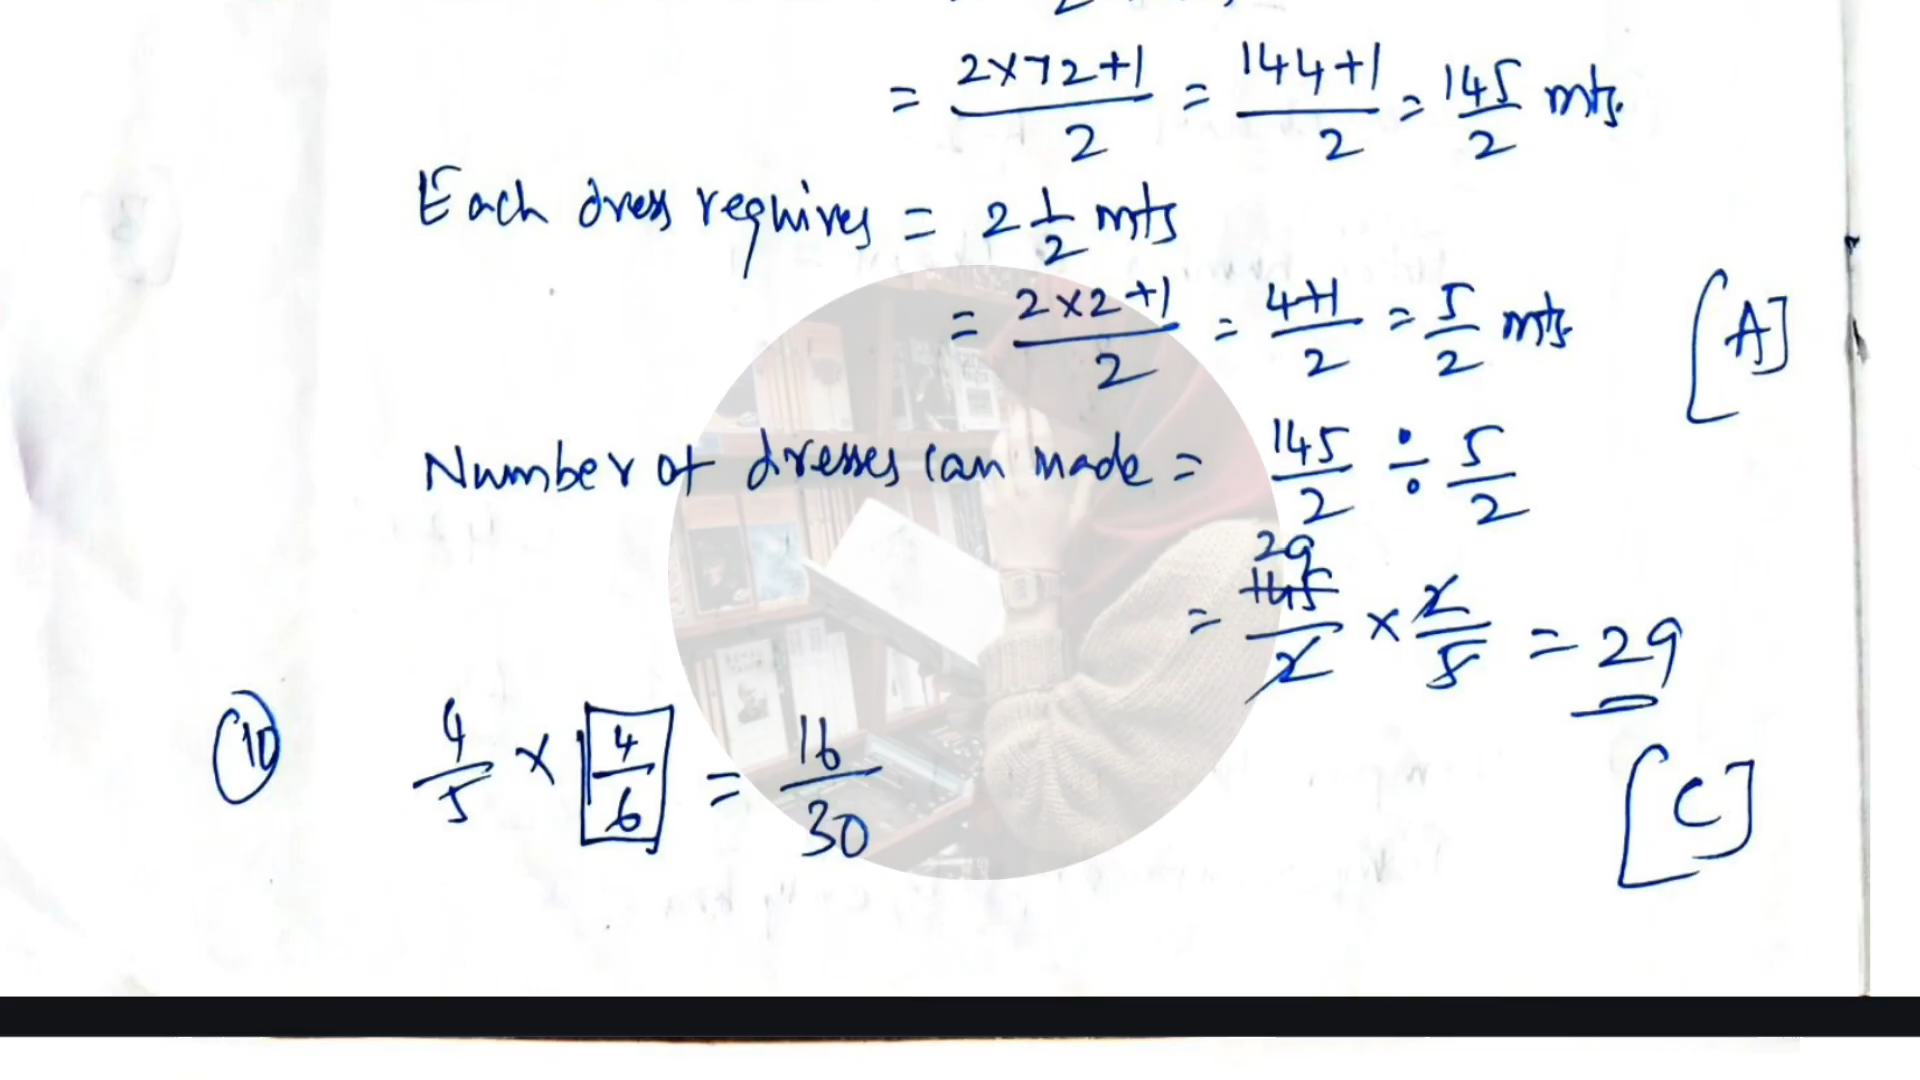 = 2×72+1/2 = 144+1/2 = 145/2 mts.
Each dress requires = 2 1/2 mts
= 2×2+1/2 = 4+1/2 = 5/2 mts.
[A]
Number of dresses can made = 145/2 ÷ 5/2
29
= 145/2 × 2/5 = 29
(10) 4/5 × 4/6 = 16/30
[C]